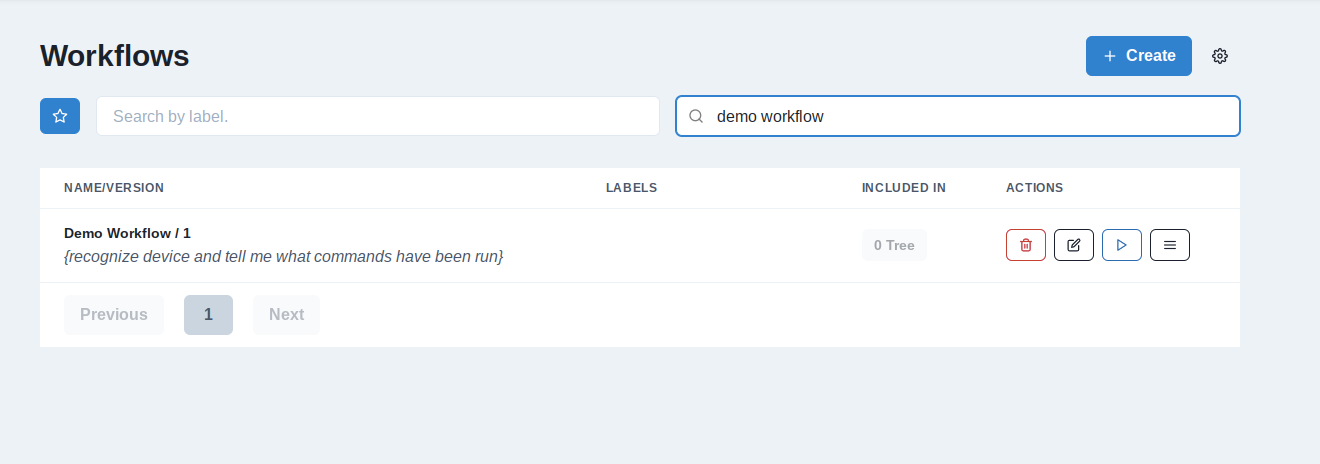 Workflows
Create
Search by label.
demo workflow
NAME/VERSION
LABELS
INCLUDED IN
ACTIONS
Demo Workflow / 1
{recognize device and tell me what commands have been run}
0 Tree
Previous
1
Next